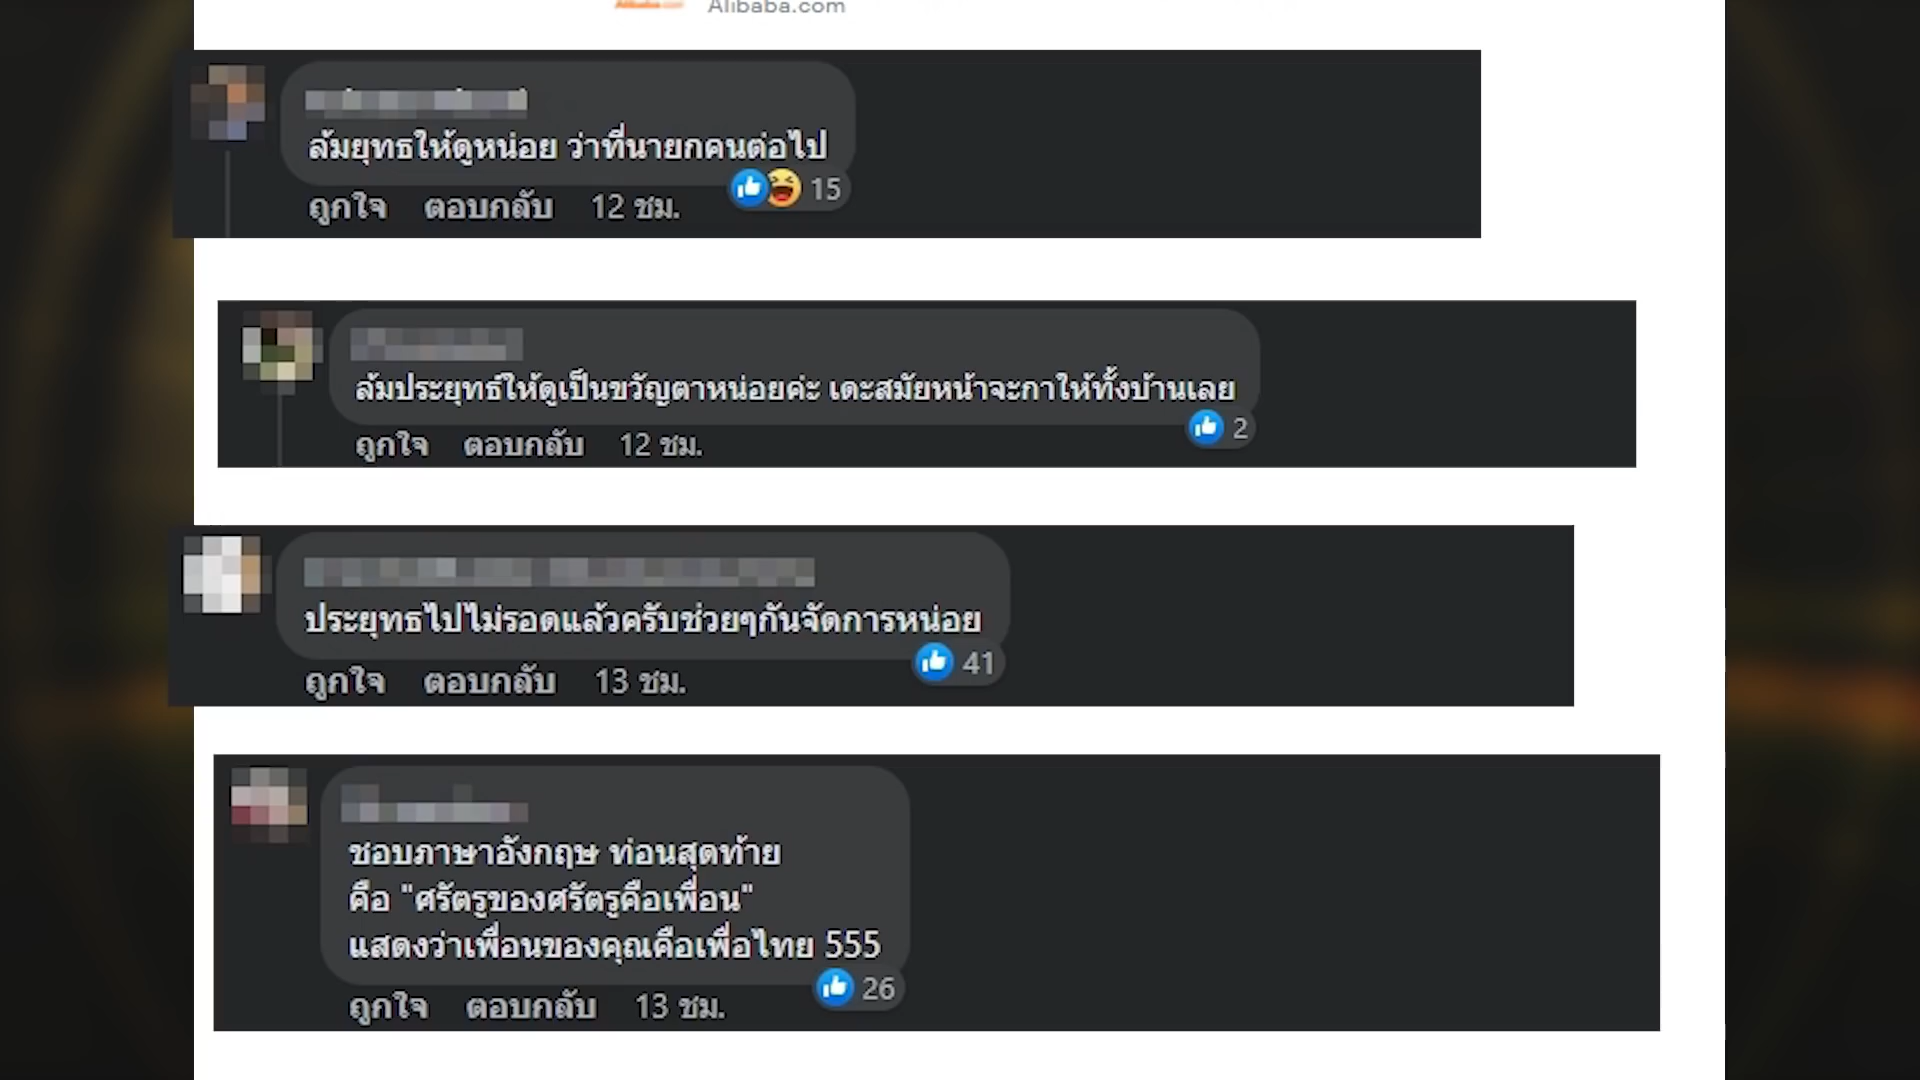 Alibaba.com Alibaba.com
ล้มยุทธให้ดูหน่อย ว่าที่นายกคนต่อไป
15
ถูกใจ ตอบกลับ 12 ชม.
ล้มประยุทธ์ให้ดูเป็นขวัญตาหน่อยค่ะ เดะสมัยหน้าจะกาให้ทั้งบ้านเลย
2
ถูกใจ ตอบกลับ 12 ชม.
ประยุทธไปไม่รอดแล้วครับช่วยๆกันจัดการหน่อย
41
ถูกใจ ตอบกลับ 13 ชม.
ชอบภาษาอังกฤษ ท่อนสุดท้าย
คือ "ศรัตรูของศรัตรูคือเพื่อน"
แสดงว่าเพื่อนของคุณคือเพื่อไทย 555
26
ถูกใจ ตอบกลับ 13 ชม.